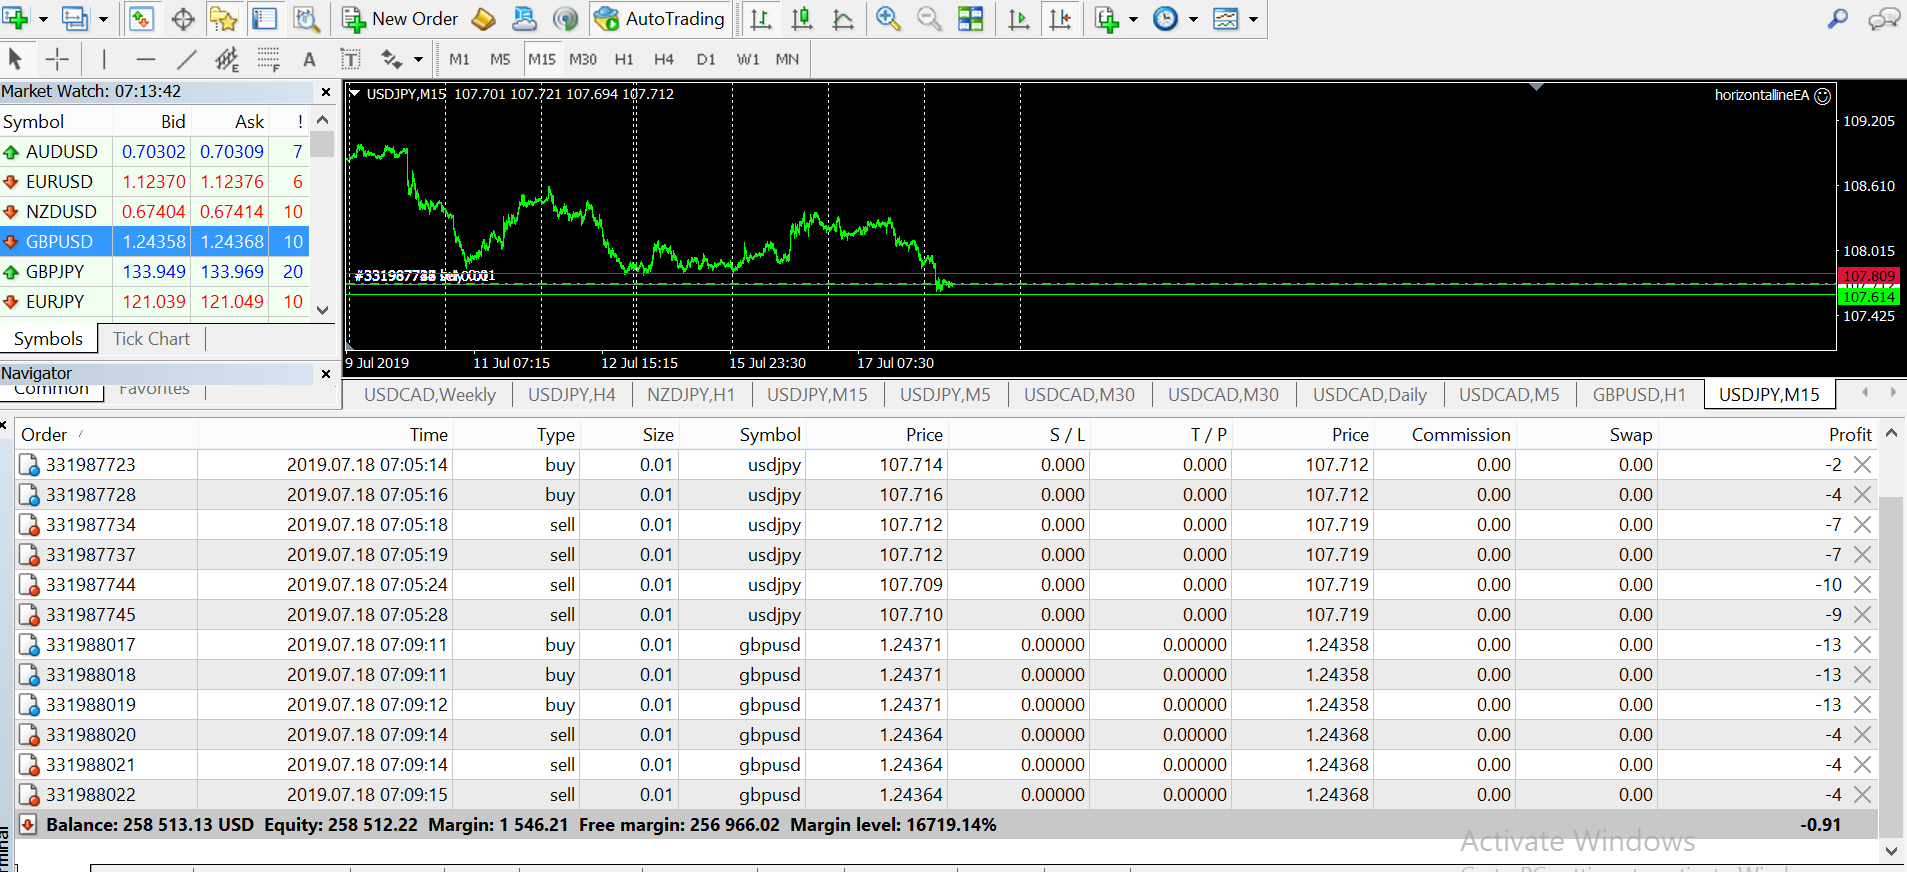 New Order AutoTrading
E F A T M1 M5 M15 M30 H1 H4 D1 W1 MN
Market Watch: 07:13:42
Symbol Bid Ask !
AUDUSD 0.70302 0.70309 7
EURUSD 1.12370 1.12376 6
NZDUSD 0.67404 0.67414 10
GBPUSD 1.24358 1.24368 10
GBPJPY 133.949 133.969 20
EURJPY 121.039 121.049 10
Symbols Tick Chart
Navigator
Common Favorites
USDJPY,M15 107.701 107.721 107.694 107.712
horizontallineEA
109.205
108.610
108.015
107.809
107.614
107.425
9 Jul 2019 11 Jul 07:15 12 Jul 15:15 15 Jul 23:30 17 Jul 07:30
USDCAD,Weekly USDJPY,H4 NZDJPY,H1 USDJPY,M15 USDJPY,M5 USDCAD,M30 USDCAD,M30 USDCAD,Daily USDCAD,M5 GBPUSD,H1 USDJPY,M15
Order / Time Type Size Symbol Price S / L T / P Price Commission Swap Profit
331987723 2019.07.18 07:05:14 buy 0.01 usdjpy 107.714 0.000 0.000 107.712 0.00 0.00 -2
331987728 2019.07.18 07:05:16 buy 0.01 usdjpy 107.716 0.000 0.000 107.712 0.00 0.00 -4
331987734 2019.07.18 07:05:18 sell 0.01 usdjpy 107.712 0.000 0.000 107.719 0.00 0.00 -7
331987737 2019.07.18 07:05:19 sell 0.01 usdjpy 107.712 0.000 0.000 107.719 0.00 0.00 -7
331987744 2019.07.18 07:05:24 sell 0.01 usdjpy 107.709 0.000 0.000 107.719 0.00 0.00 -10
331987745 2019.07.18 07:05:28 sell 0.01 usdjpy 107.710 0.000 0.000 107.719 0.00 0.00 -9
331988017 2019.07.18 07:09:11 buy 0.01 gbpusd 1.24371 0.00000 0.00000 1.24358 0.00 0.00 -13
331988018 2019.07.18 07:09:11 buy 0.01 gbpusd 1.24371 0.00000 0.00000 1.24358 0.00 0.00 -13
331988019 2019.07.18 07:09:12 buy 0.01 gbpusd 1.24371 0.00000 0.00000 1.24358 0.00 0.00 -13
331988020 2019.07.18 07:09:14 sell 0.01 gbpusd 1.24364 0.00000 0.00000 1.24368 0.00 0.00 -4
331988021 2019.07.18 07:09:14 sell 0.01 gbpusd 1.24364 0.00000 0.00000 1.24368 0.00 0.00 -4
331988022 2019.07.18 07:09:15 sell 0.01 gbpusd 1.24364 0.00000 0.00000 1.24368 0.00 0.00 -4
Balance: 258 513.13 USD Equity: 258 512.22 Margin: 1 546.21 Free margin: 256 966.02 Margin level: 16719.14% -0.91
Activate Windows